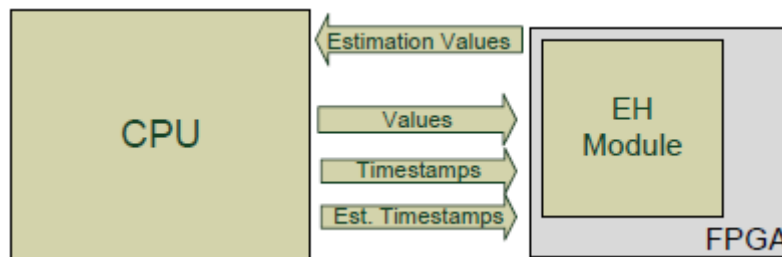 CPU
Estimation Values
Values
Timestamps
Est. Timestamps
EH
Module
FPGA